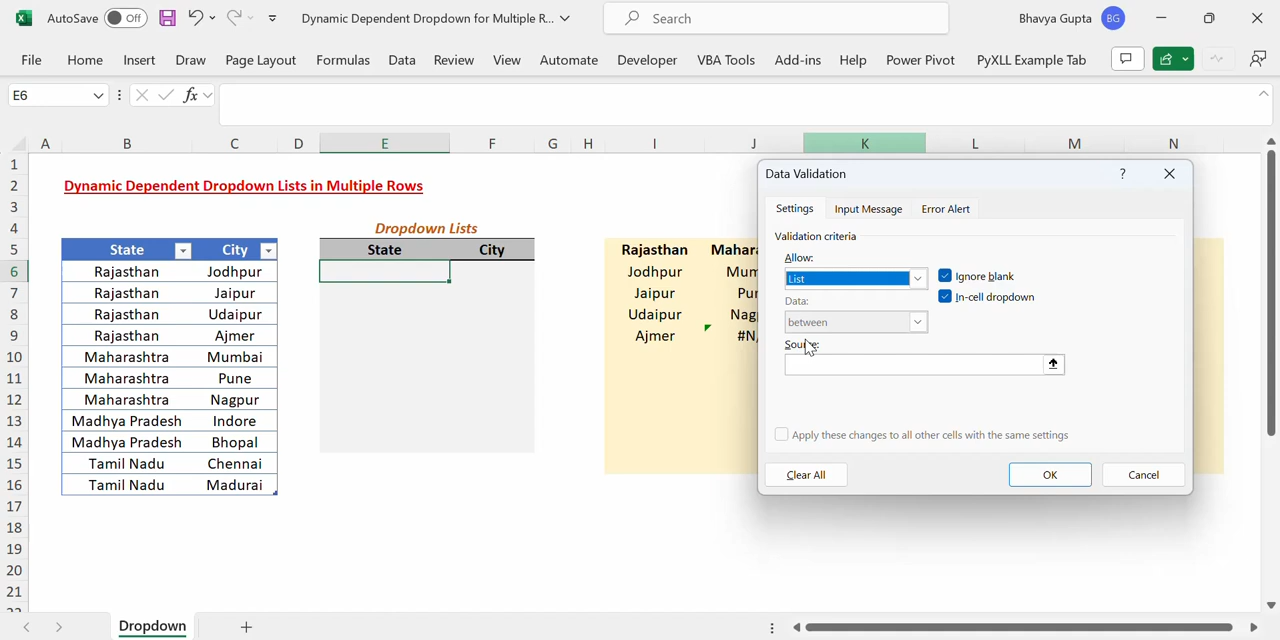 AutoSave Off Dynamic Dependent Dropdown for Multiple R... Search Bhavya Gupta BG
File Home Insert Draw Page Layout Formulas Data Review View Automate Developer VBA Tools Add-ins Help Power Pivot PyXLL Example Tab
E6 fx
A B C D E F G H I J K L M N
1
2 Dynamic Dependent Dropdown Lists in Multiple Rows
3
4 Dropdown Lists
5 State City State City Rajasthan Mahara
6 Rajasthan Jodhpur Jodhpur Mum
7 Rajasthan Jaipur Jaipur Pu
8 Rajasthan Udaipur Udaipur Nag
9 Rajasthan Ajmer Ajmer #N/
10 Maharashtra Mumbai
11 Maharashtra Pune
12 Maharashtra Nagpur
13 Madhya Pradesh Indore
14 Madhya Pradesh Bhopal
15 Tamil Nadu Chennai
16 Tamil Nadu Madurai
17
18
19
20
21
Data Validation ?
Settings Input Message Error Alert
Validation criteria
Allow:
List Ignore blank
Data: In-cell dropdown
between
Source:
Apply these changes to all other cells with the same settings
Clear All OK Cancel
Dropdown